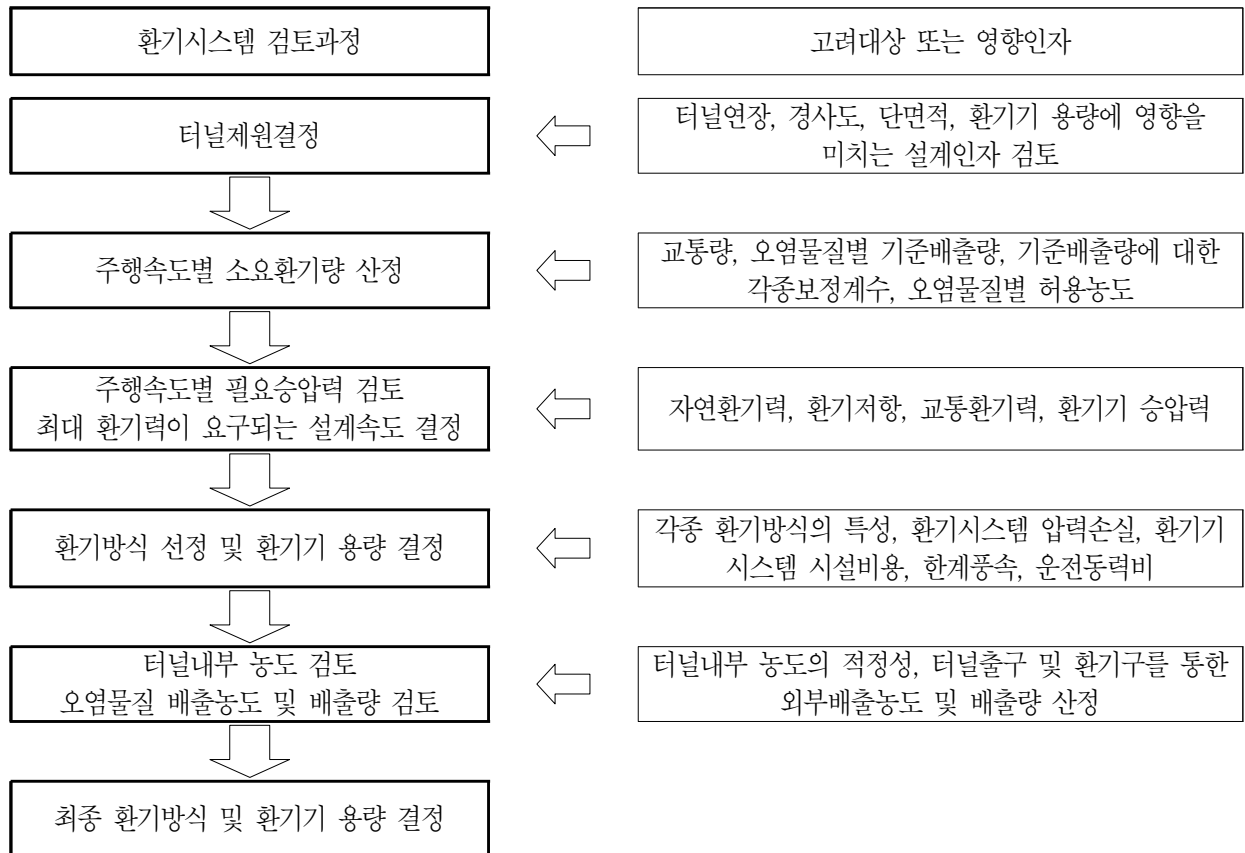 환기시스템 검토과정
고려대상 또는 영향인자
터널제원결정
터널연장, 경사도, 단면적, 환기기 용량에 영향을
미치는 설계인자 검토
주행속도별 소요환기량 산정
교통량, 오염물질별 기준배출량, 기준배출량에 대한
각종보정계수, 오염물질별 허용농도
주행속도별 필요승압력 검토
최대 환기력이 요구되는 설계속도 결정
자연환기력, 환기저항, 교통환기력, 환기기 승압력
환기방식 선정 및 환기기 용량 결정
각종 환기방식의 특성, 환기시스템 압력손실, 환기기
시스템 시설비용, 한계풍속, 운전동력비
터널내부 농도 검토
오염물질 배출농도 및 배출량 검토
터널내부 농도의 적정성, 터널출구 및 환기구를 통한
외부배출농도 및 배출량 산정
최종 환기방식 및 환기기 용량 결정